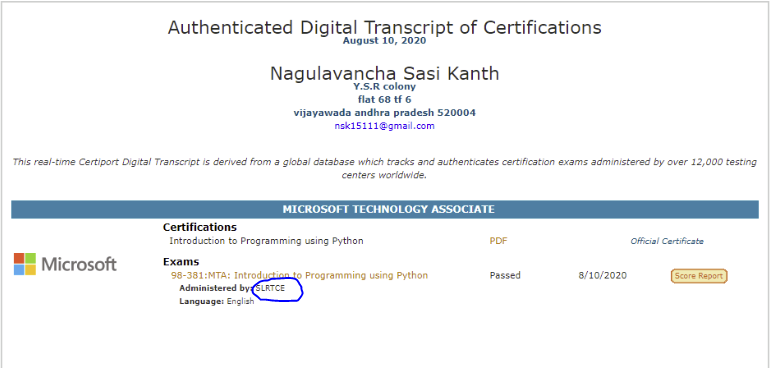 Authenticated Digital Transcript of Certifications
August 10, 2020
Nagulavancha Sasi Kanth
Y.S.R colony
flat 68 tf 6
vijayawada andhra pradesh 520004
nsk15111@gmail.com
This real-time Certiport Digital Transcript is derived from a global database which tracks and authenticates certification exams administered by over 12,000 testing
centers worldwide.
MICROSOFT TECHNOLOGY ASSOCIATE
Certifications
Introduction to Programming using Python PDF Official Certificate
Microsoft
Exams
98-381:MTA: Introduction to Programming using Python Passed 8/10/2020 Score Report
Administered by: SLRTCE
Language: English